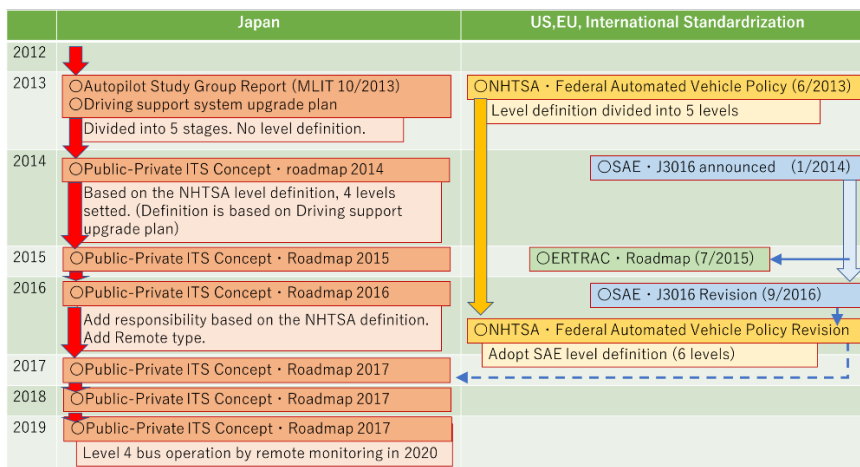 Japan
US,EU, International Standardrization
2012
2013
○Autopilot Study Group Report (MLIT 10/2013)
○Driving support system upgrade plan
Divided into 5 stages. No level definition.
○NHTSA・Federal Automated Vehicle Policy (6/2013)
Level definition divided into 5 levels
2014
○Public-Private ITS Concept・roadmap 2014
Based on the NHTSA level definition, 4 levels
setted. (Definition is based on Driving support
upgrade plan)
○SAE・J3016 announced (1/2014)
2015
○Public-Private ITS Concept・Roadmap 2015
○ERTRAC・Roadmap (7/2015)
2016
○Public-Private ITS Concept・Roadmap 2016
Add responsibility based on the NHTSA definition.
Add Remote type.
○SAE・J3016 Revision (9/2016)
○NHTSA・Federal Automated Vehicle Policy Revision
Adopt SAE level definition (6 levels)
2017
○Public-Private ITS Concept・Roadmap 2017
2018
○Public-Private ITS Concept・Roadmap 2017
2019
○Public-Private ITS Concept・Roadmap 2017
Level 4 bus operation by remote monitoring in 2020